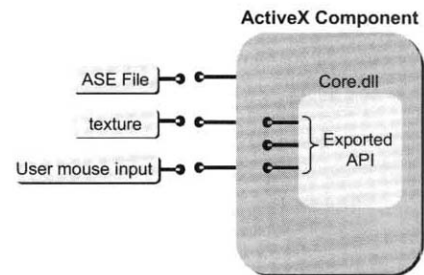 ActiveX Component
Core.dll
ASE File
texture
User mouse input
Exported
API